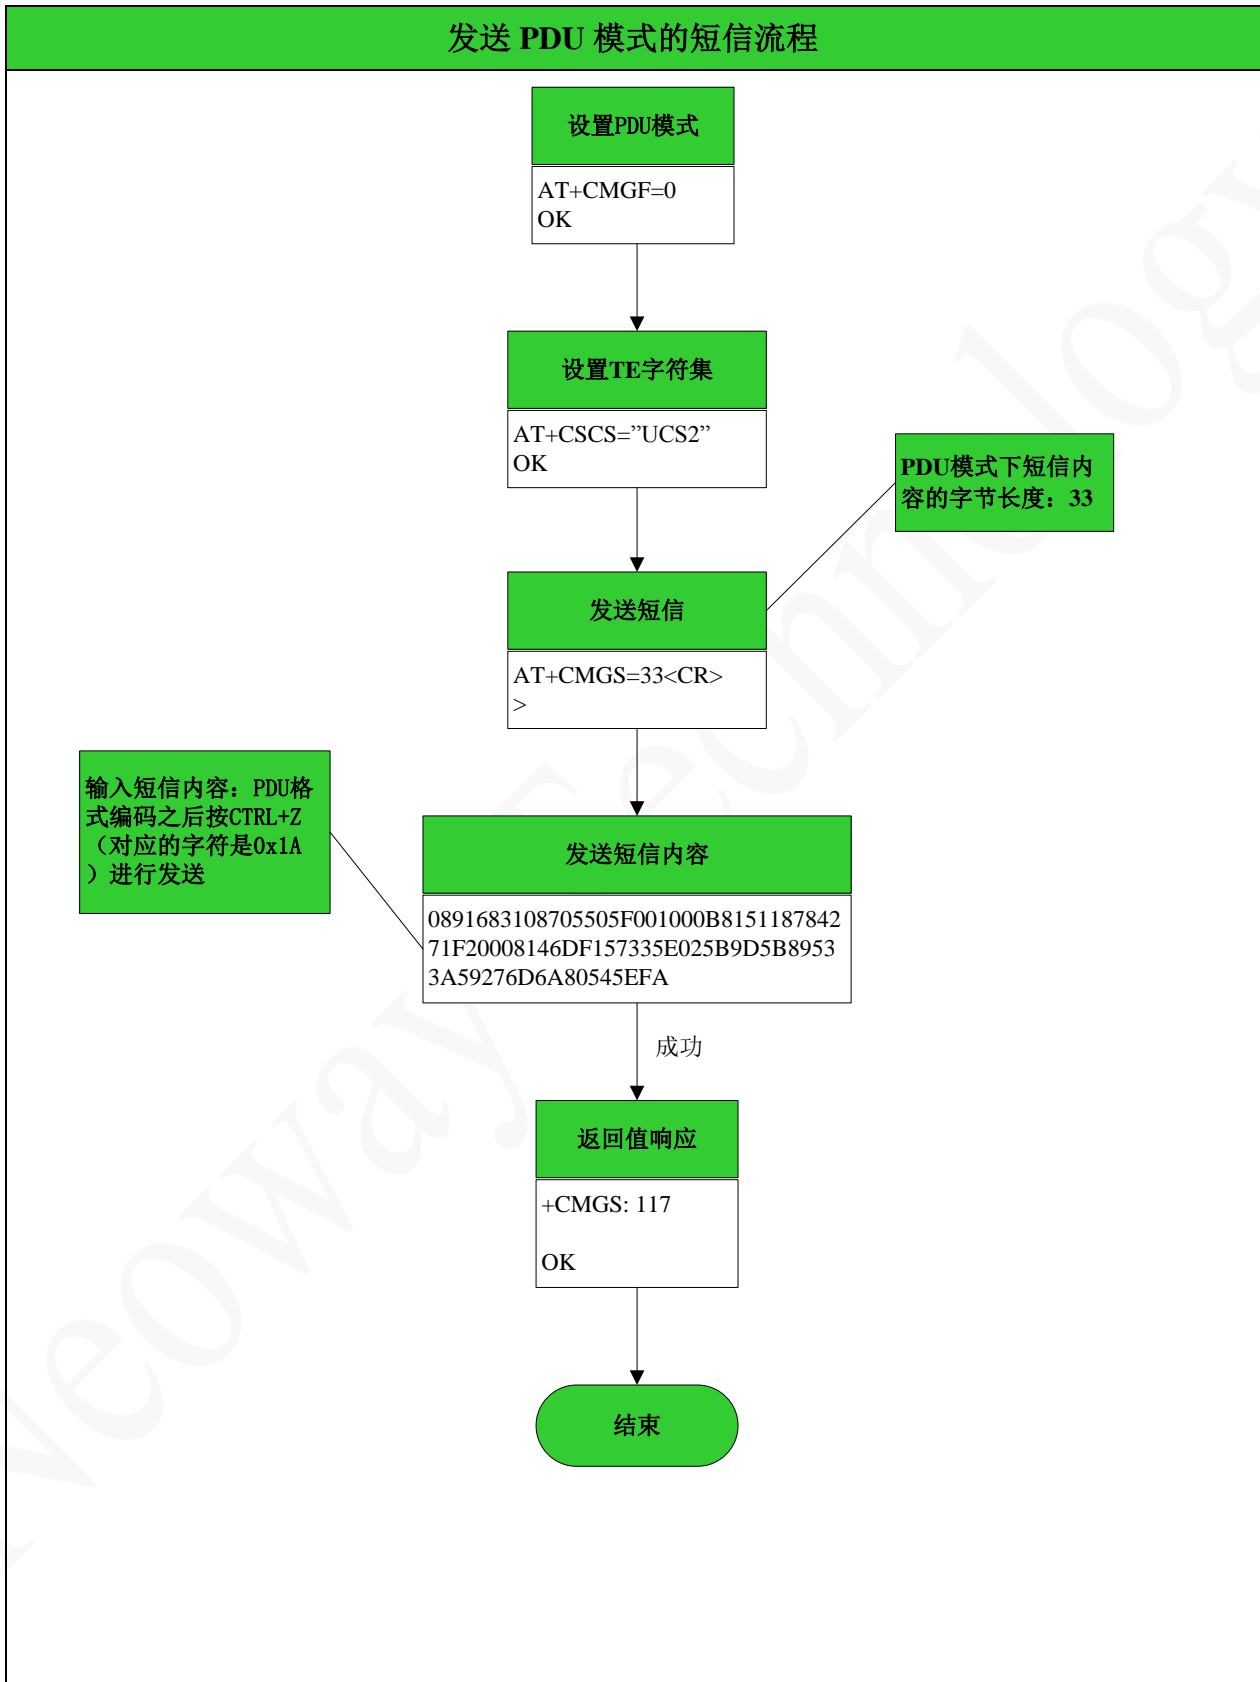 发送 PDU 模式的短信流程
设置PDU模式
AT+CMGF=0
OK
设置TE字符集
AT+CSCS=”UCS2”
OK
PDU模式下短信内
容的字节长度：33
发送短信
AT+CMGS=33<CR>
>
输入短信内容：PDU格
式编码之后按CTRL+Z
（对应的字符是0x1A
）进行发送
发送短信内容
0891683108705505F001000B8151187842
71F20008146DF157335E025B9D5B8953
3A59276D6A80545EFA
成功
返回值响应
+CMGS: 117
OK
结束
Neoway Technology